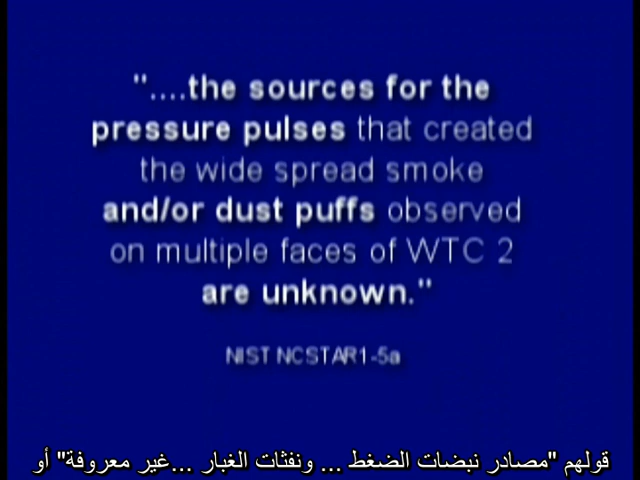 "....the sources for the
pressure pulses that created
the wide spread smoke
and/or dust puffs observed
on multiple faces of WTC 2
are unknown."
NIST NCSTAR1-5a
قولهم "مصادر نبضات الضغط ... ونفثات الغبار ...غير معروفة" أو